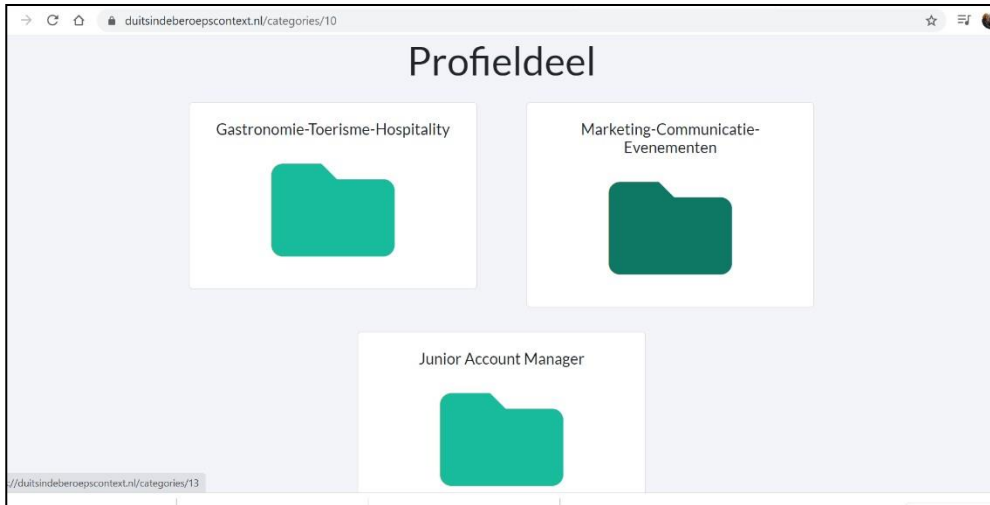 duitsindeberoepscontext.nl/categories/10
Profieldeel
Gastronomie-Toerisme-Hospitality
Marketing-Communicatie-
Evenementen
Junior Account Manager
://duitsindeberoepscontext.nl/categories/13